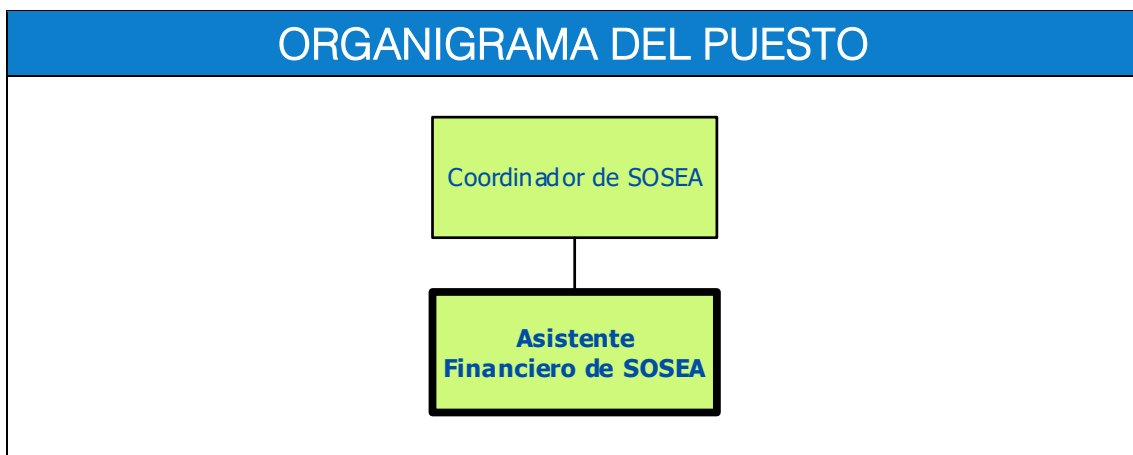 ORGANIGRAMA DEL PUESTO
Coordinador de SOSEA
Asistente
Financiero de SOSEA